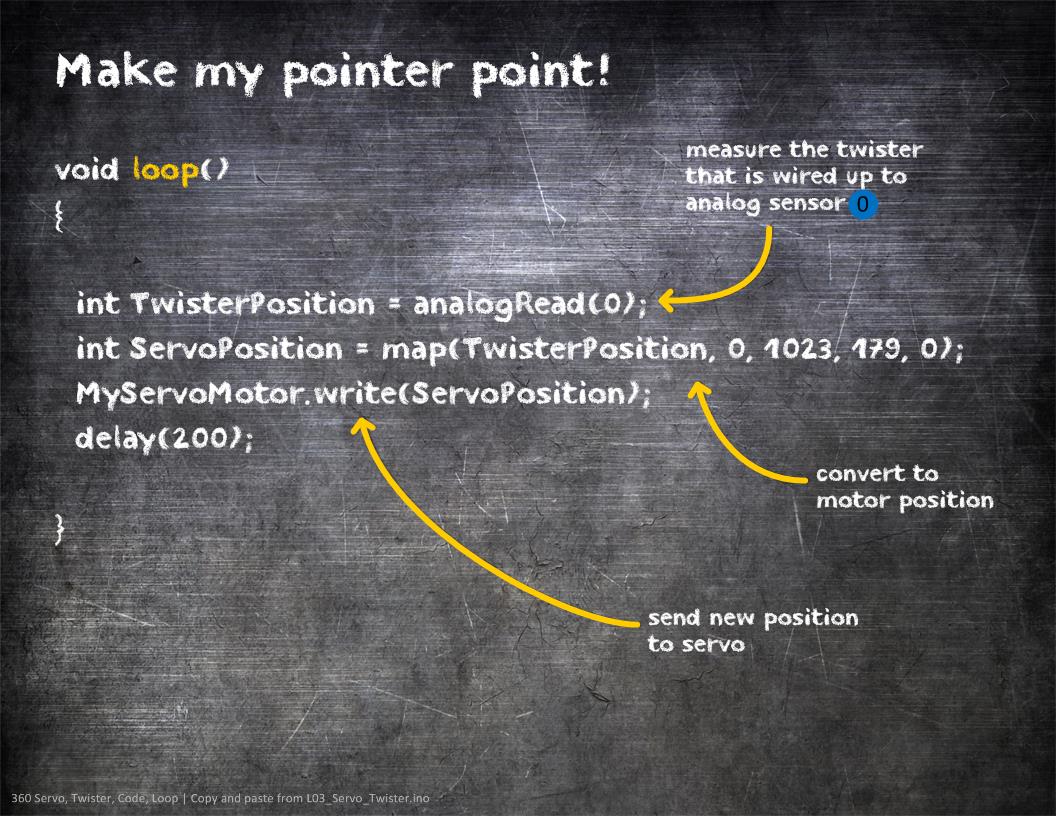 Make my pointer point!
void loop()
{
measure the twister
that is wired up to
analog sensor 0
int TwisterPosition = analogRead(0);
int ServoPosition = map(TwisterPosition, 0, 1023, 179, 0);
MyServoMotor.write(ServoPosition);
delay(200);
convert to
motor position
}
send new position
to servo
360 Servo, Twister, Code, Loop | Copy and paste from L03_Servo_Twister.ino